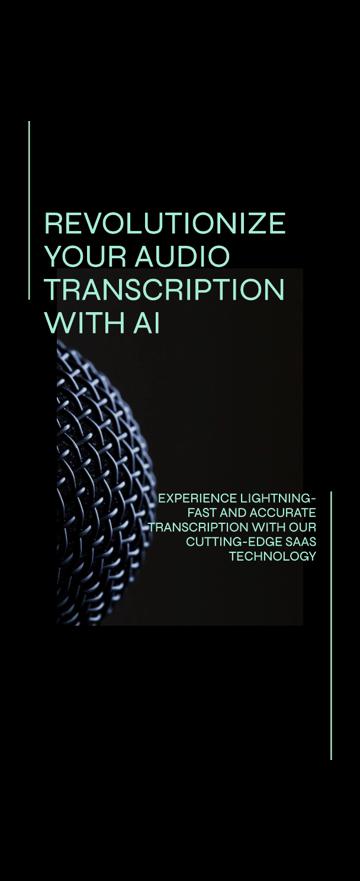 REVOLUTIONIZE
YOUR AUDIO
TRANSCRIPTION
WITH AI
EXPERIENCE LIGHTNING-
FAST AND ACCURATE
TRANSCRIPTION WITH OUR
CUTTING-EDGE SAAS
TECHNOLOGY